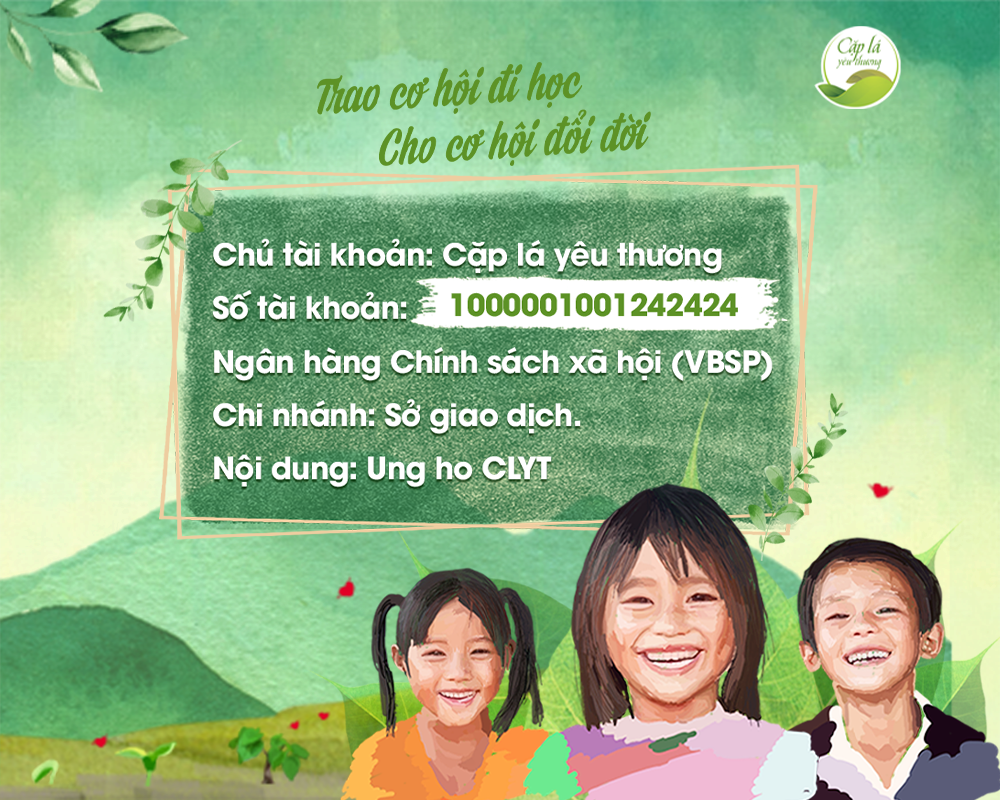 Cặp lá
yêu thương
Trao cơ hội đi học
Cho cơ hội đổi đời
Chủ tài khoản: Cặp lá yêu thương
Số tài khoản: 1000001001242424
Ngân hàng Chính sách xã hội (VBSP)
Chi nhánh: Sở giao dịch.
Nội dung: Ung ho CLYT